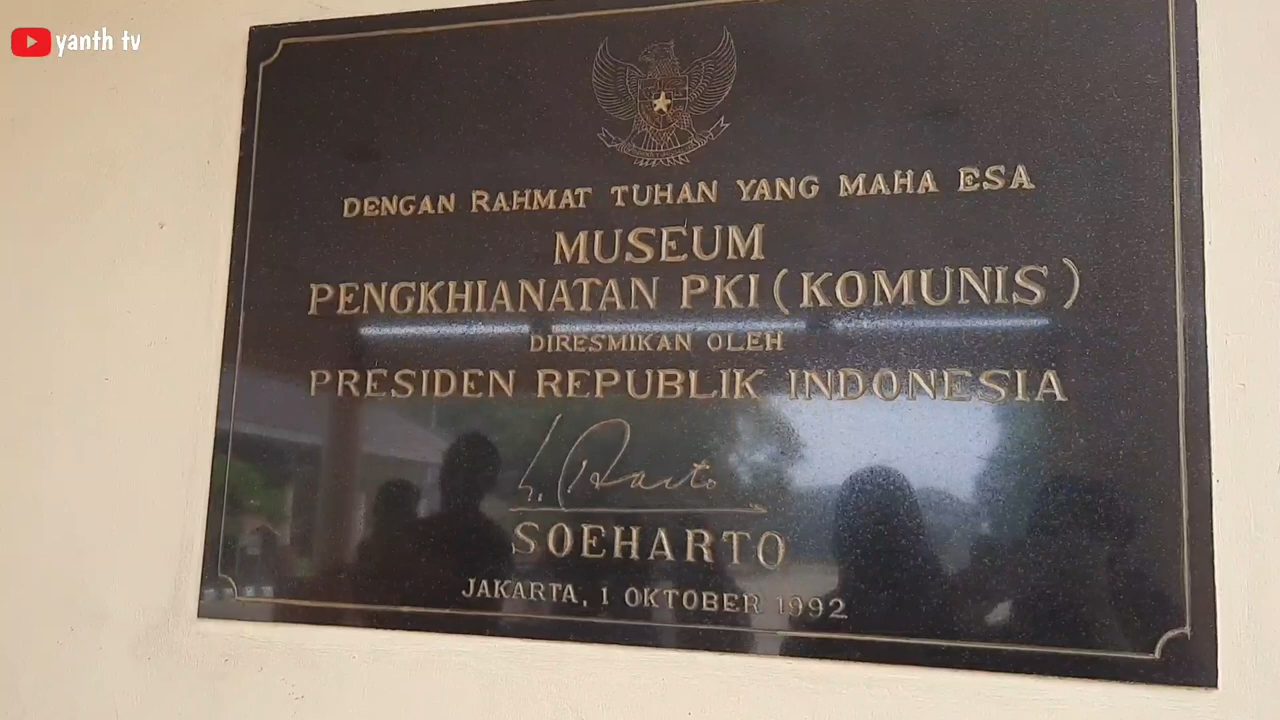 yanth tv
DENGAN RAHMAT TUHAN YANG MAHA ESA
MUSEUM
PENGKHIANATAN PKI (KOMUNIS)
DIRESMIKAN OLEH
PRESIDEN REPUBLIK INDONESIA
SOEHARTO
JAKARTA, 1 OKTOBER 1992